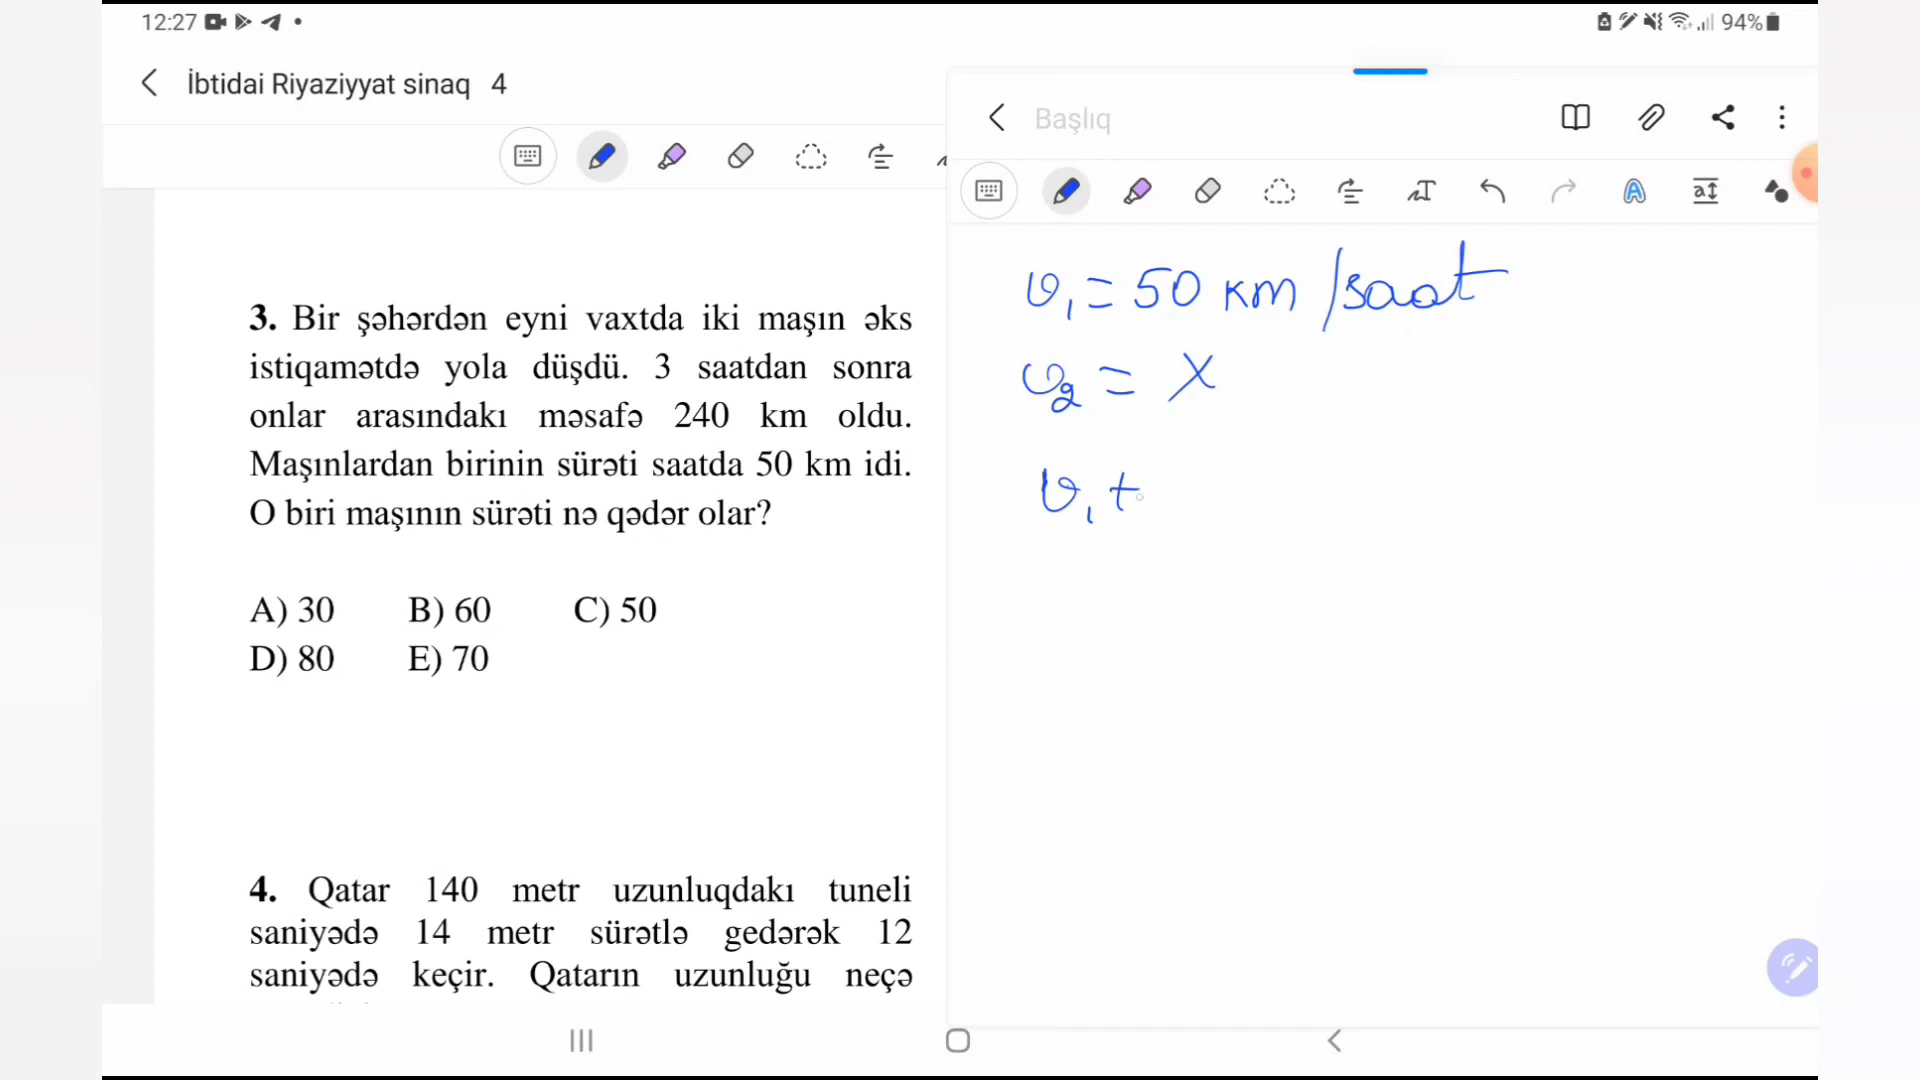 12:27
94%
İbtidai Riyaziyyat sinaq 4
Başlıq
3. Bir şəhərdən eyni vaxtda iki maşın əks
istiqamətdə yola düşdü. 3 saatdan sonra
onlar arasındakı məsafə 240 km oldu.
Maşınlardan birinin sürəti saatda 50 km idi.
O biri maşının sürəti nə qədər olar?
A) 30 B) 60 C) 50
D) 80 E) 70
4. Qatar 140 metr uzunluqdakı tuneli
saniyədə 14 metr sürətlə gedərək 12
saniyədə keçir. Qatarın uzunluğu neçə
v₁ = 50 km/saat
v₂ = x
v₁ +